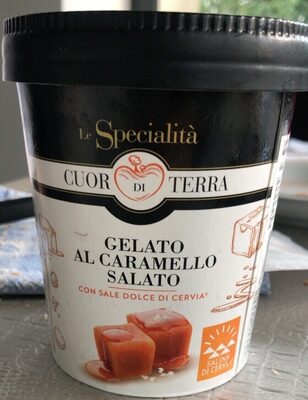 Le Specialità
CUOR DI TERRA
GELATO
AL CARAMELLO
SALATO
CON SALE DOLCE DI CERVIA*
SALINA
DI CERVIA